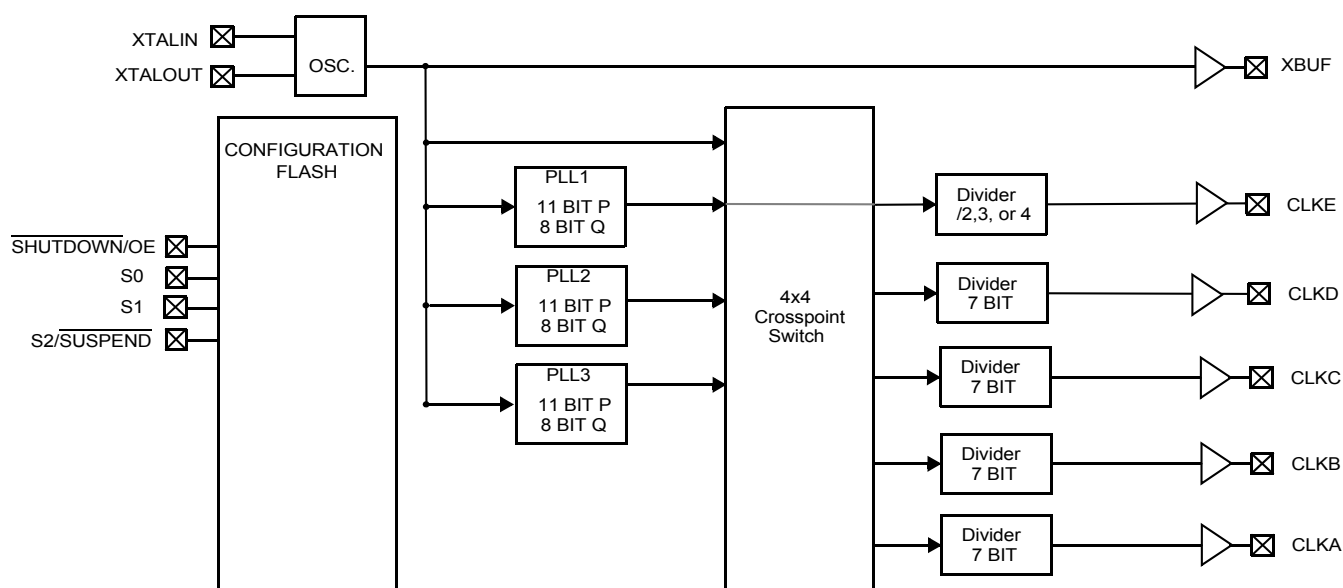 XTALIN
XTALOUT
OSC.
XBUF
CONFIGURATION
FLASH
SHUTDOWN/OE
S0
S1
S2/SUSPEND
PLL1
11 BIT P
8 BIT Q
PLL2
11 BIT P
8 BIT Q
PLL3
11 BIT P
8 BIT Q
4x4
Crosspoint
Switch
Divider
/2,3, or 4
CLKE
Divider
7 BIT
CLKD
Divider
7 BIT
CLKC
Divider
7 BIT
CLKB
Divider
7 BIT
CLKA